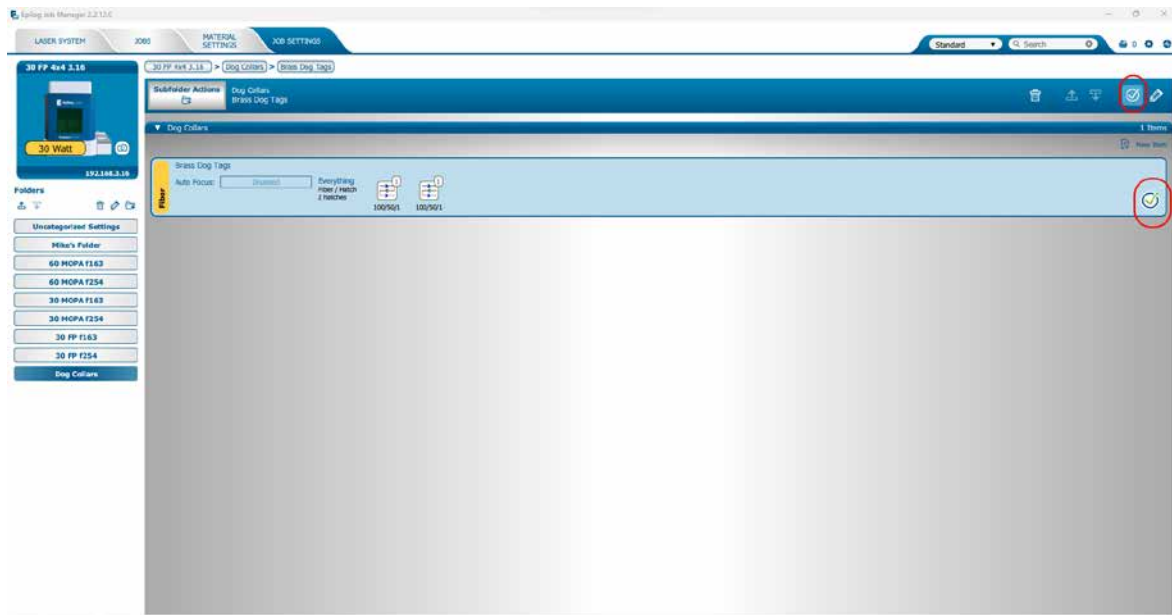 Epilog Job Manager 2.2.13.C
LASER SYSTEM
JOBS
MATERIAL SETTINGS
JOB SETTINGS
Standard
Search
0
30 FP 4x4 3.16
30 FP 4x4 3.16 > Dog Collars > Brass Dog Tags
Subfolder Actions
Dog Collars
Brass Dog Tags
30 Watt
192.168.3.16
Dog Collars
1 Items
New Item
Fiber
Brass Dog Tags
Auto Focus:
Disabled
Everything
Fiber / Hatch
2 hatches
1
100/50/1
1
100/50/1
Folders
Uncategorized Settings
Mike's Folder
60 MOPA f163
60 MOPA f254
30 MOPA f163
30 MOPA f254
30 FP f163
30 FP f254
Dog Collars